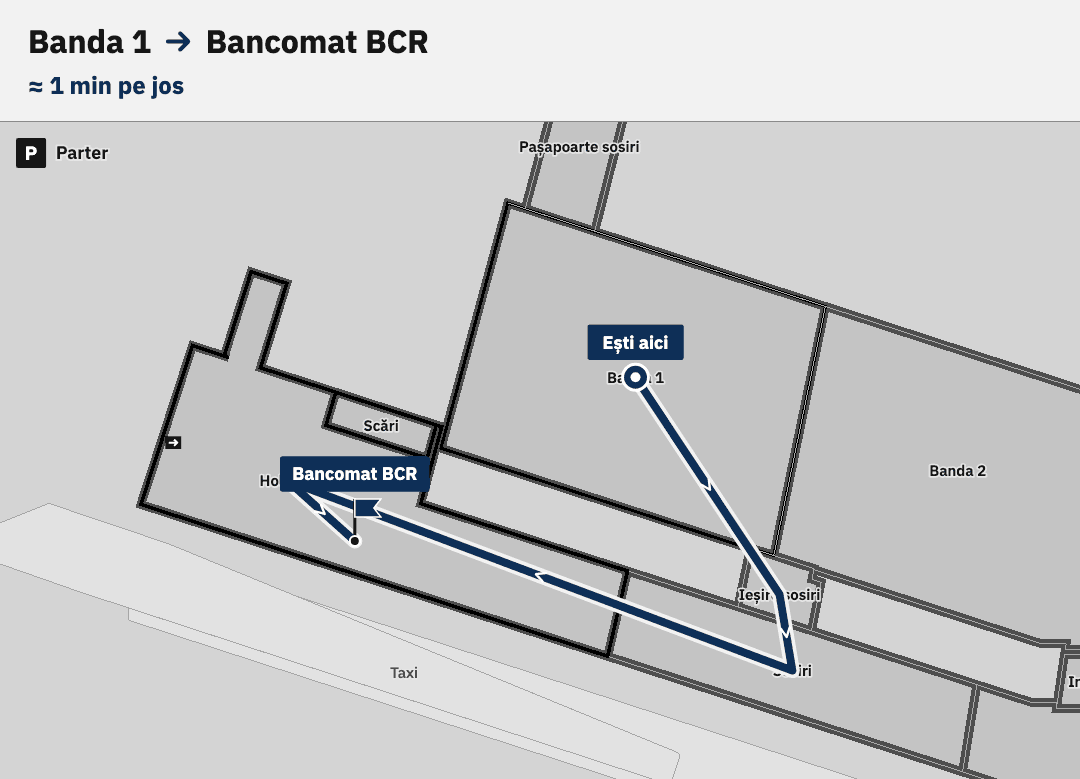 Banda 1 → Bancomat BCR
≈ 1 min pe jos
P Parter
Pașapoarte sosiri
Ești aici
Scări
Banda 2
Bancomat BCR
Taxi